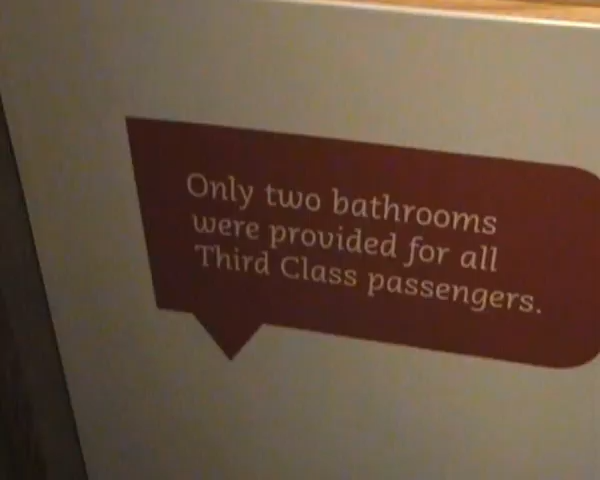 Only two bathrooms
were provided for all
Third Class passengers.